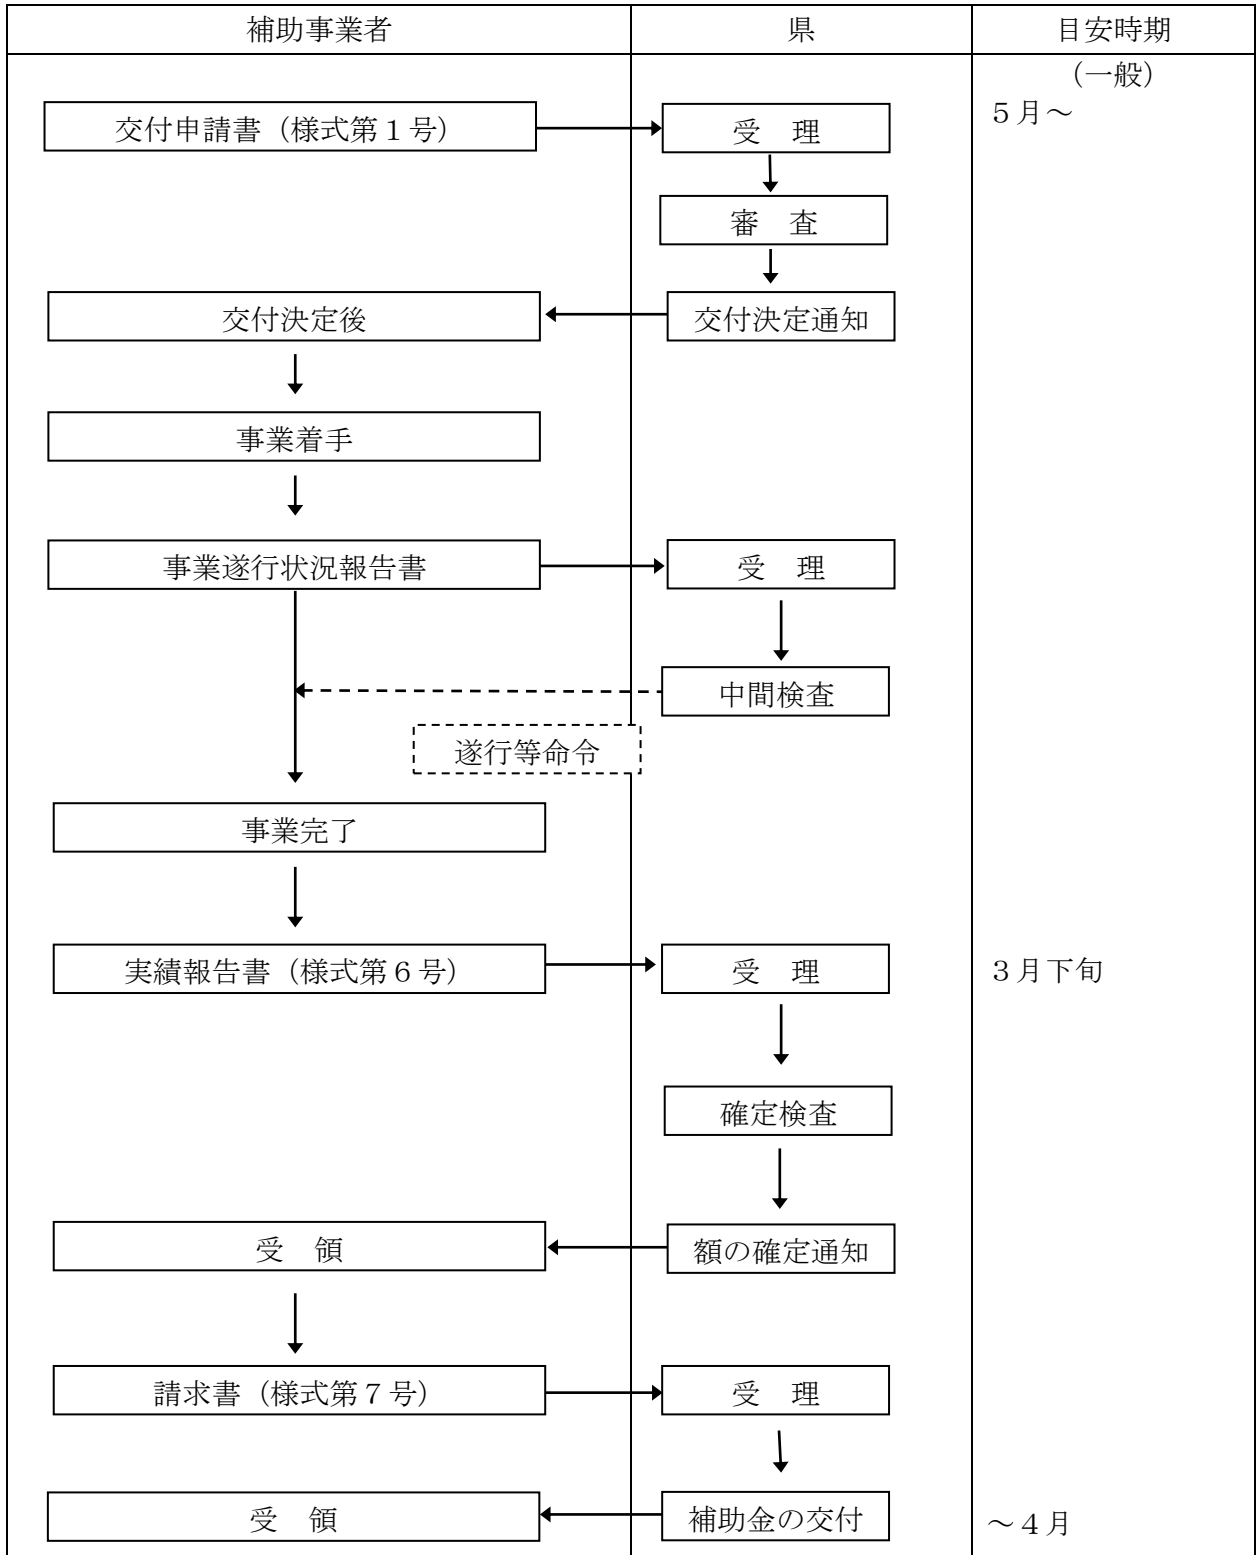 補助事業者
県
目安時期
（一般）
交付申請書（様式第１号）
受　理
５月～
審　査
交付決定後
交付決定通知
事業着手
事業遂行状況報告書
受　理
中間検査
遂行等命令
事業完了
実績報告書（様式第６号）
受　理
３月下旬
確定検査
受　領
額の確定通知
請求書（様式第７号）
受　理
受　領
補助金の交付
～４月